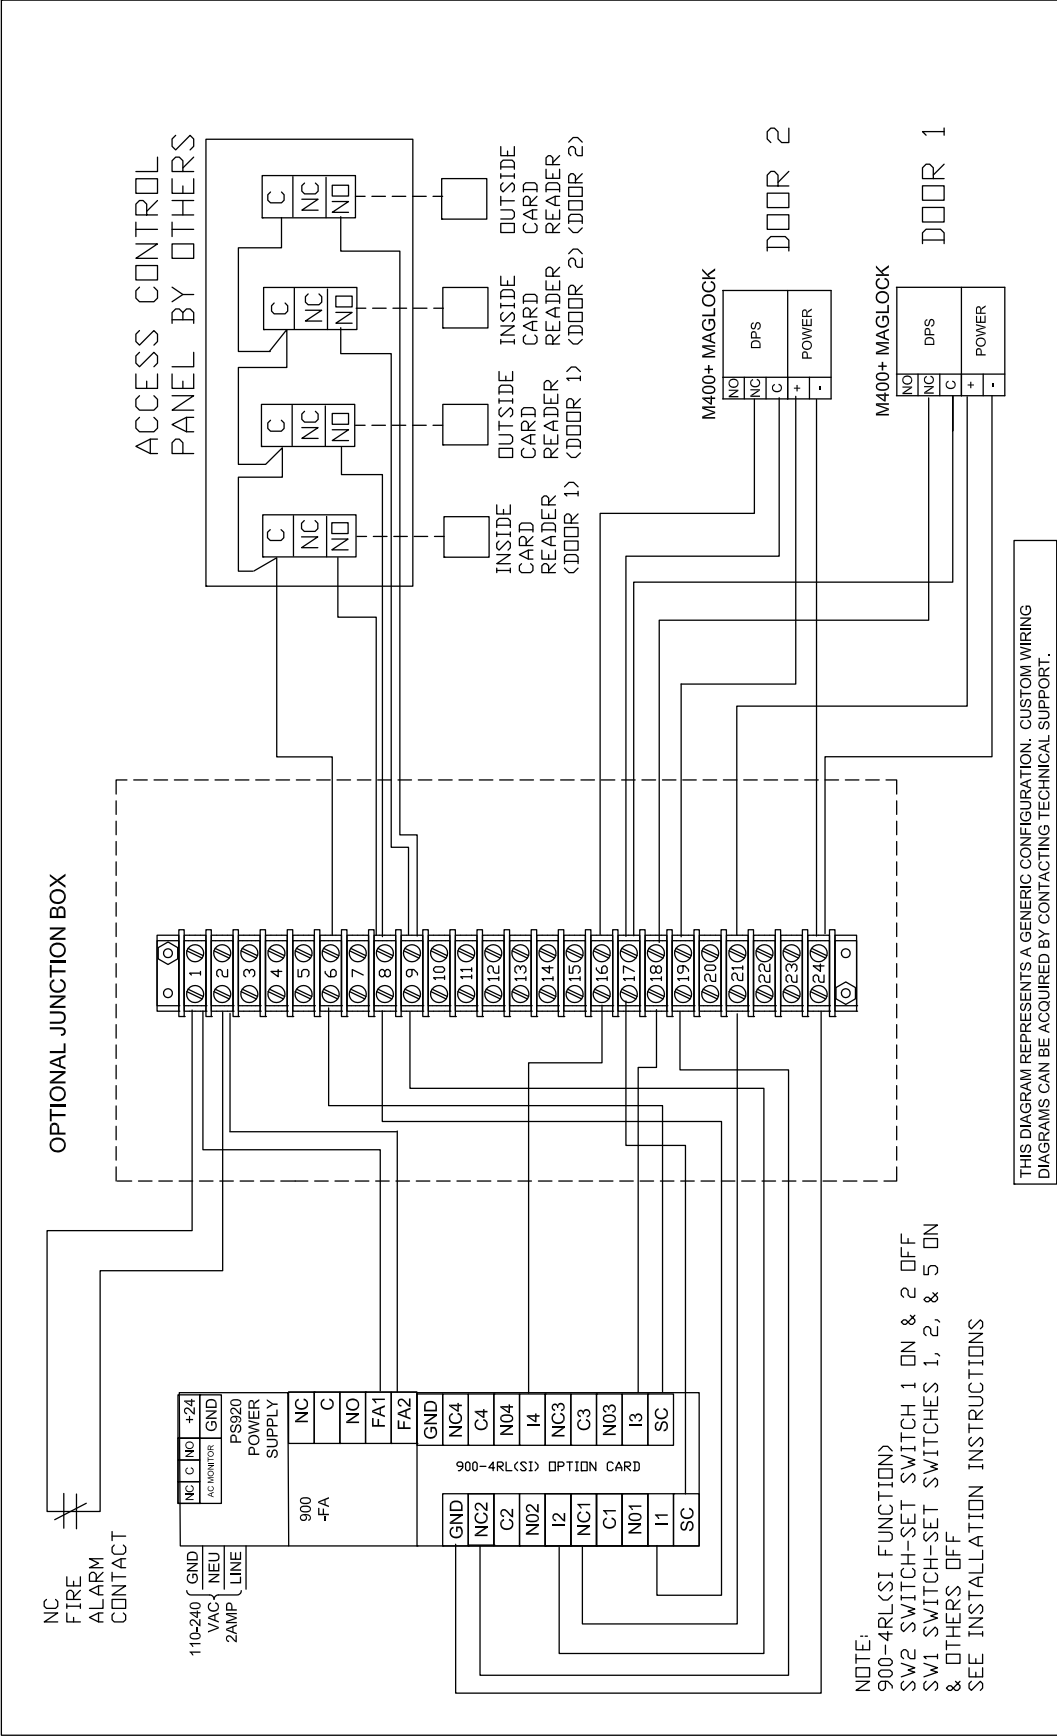 ACCESS CONTROL
PANEL BY OTHERS
C
NC
NO
C
NC
NO
C
NC
NO
C
NC
NO
INSIDE
CARD
READER
(DOOR 1)
OUTSIDE
CARD
READER
(DOOR 1)
INSIDE
CARD
READER
(DOOR 2)
OUTSIDE
CARD
READER
(DOOR 2)
M400+ MAGLOCK
NO
NC
C
+
-
DPS
POWER
DOOR 2
M400+ MAGLOCK
NO
NC
C
+
-
DPS
POWER
DOOR 1
OPTIONAL JUNCTION BOX
1
2
3
4
5
6
7
8
9
10
11
12
13
14
15
16
17
18
19
20
21
22
23
24
NC
FIRE
ALARM
CONTACT
110-240
VAC
2AMP
GND
NEU
LINE
NC C NO
AC MONITOR
+24
GND
PS920
POWER
SUPPLY
900
-FA
NC
C
NO
FA1
FA2
GND
NC4
C4
N04
I4
NC3
C3
N03
I3
SC
900-4RL(SI) OPTION CARD
GND
NC2
C2
N02
I2
NC1
C1
N01
I1
SC
NOTE:
900-4RL(SI FUNCTION)
SW2 SWITCH-SET SWITCH 1 ON & 2 OFF
SW1 SWITCH-SET SWITCHES 1, 2, & 5 ON
& OTHERS OFF
SEE INSTALLATION INSTRUCTIONS
THIS DIAGRAM REPRESENTS A GENERIC CONFIGURATION. CUSTOM WIRING
DIAGRAMS CAN BE ACQUIRED BY CONTACTING TECHNICAL SUPPORT.